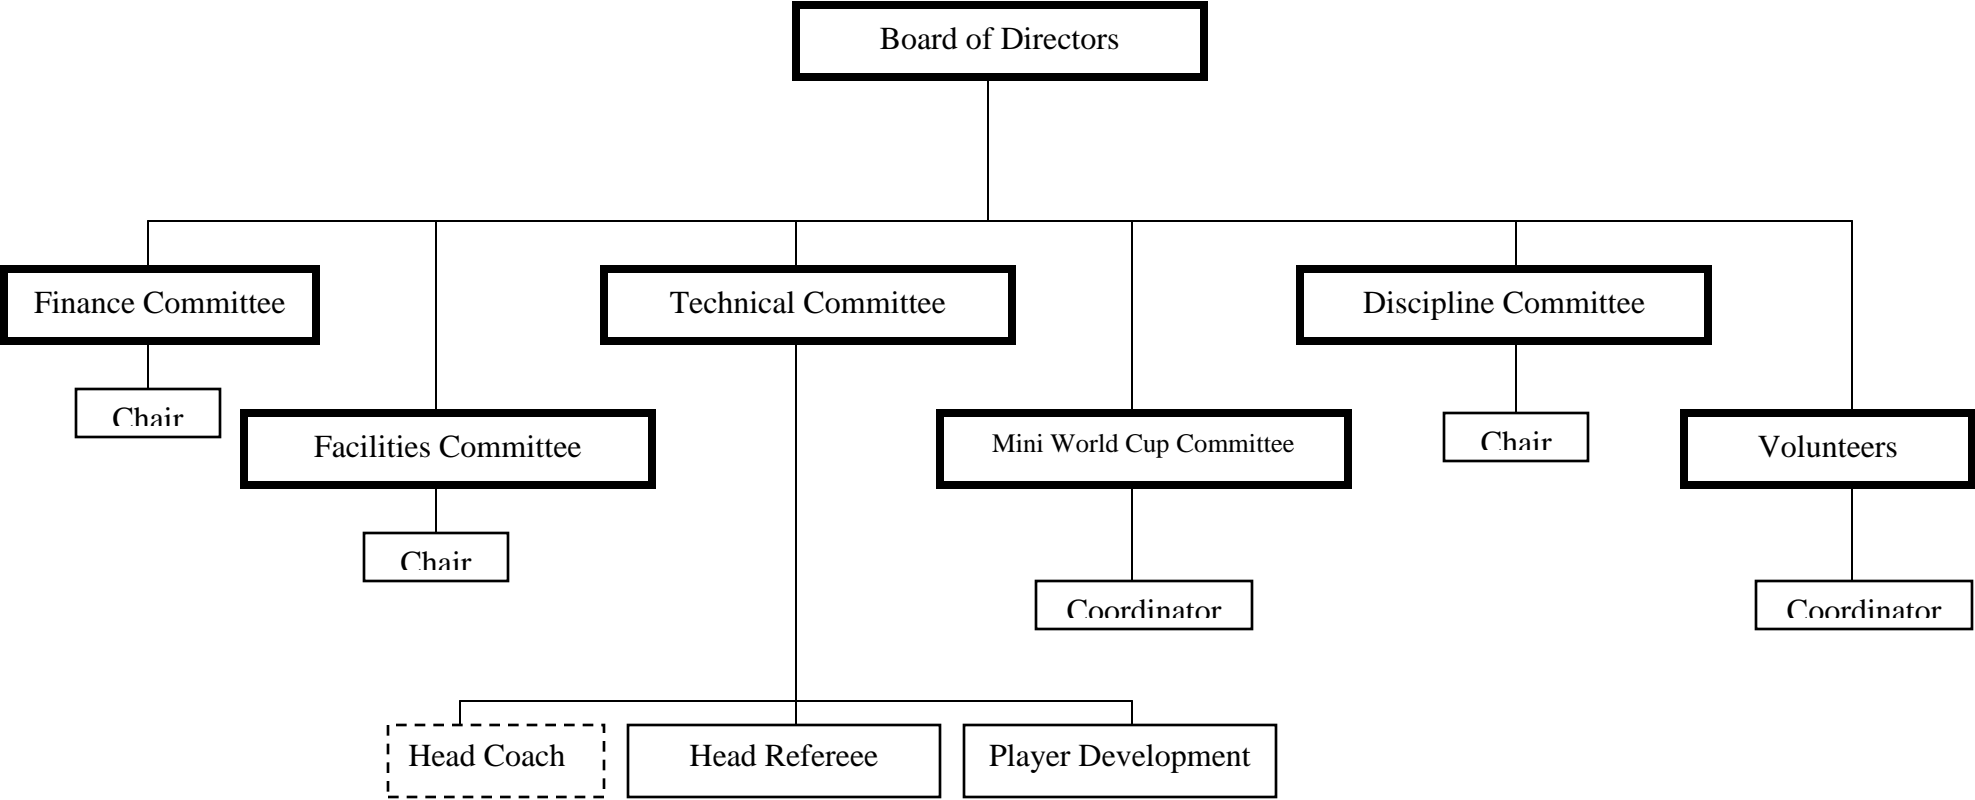 Board of Directors
Finance Committee
Technical Committee
Discipline Committee
Chair
Facilities Committee
Mini World Cup Committee
Chair
Volunteers
Chair
Coordinator
Coordinator
Head Coach
Head Refereee
Player Development